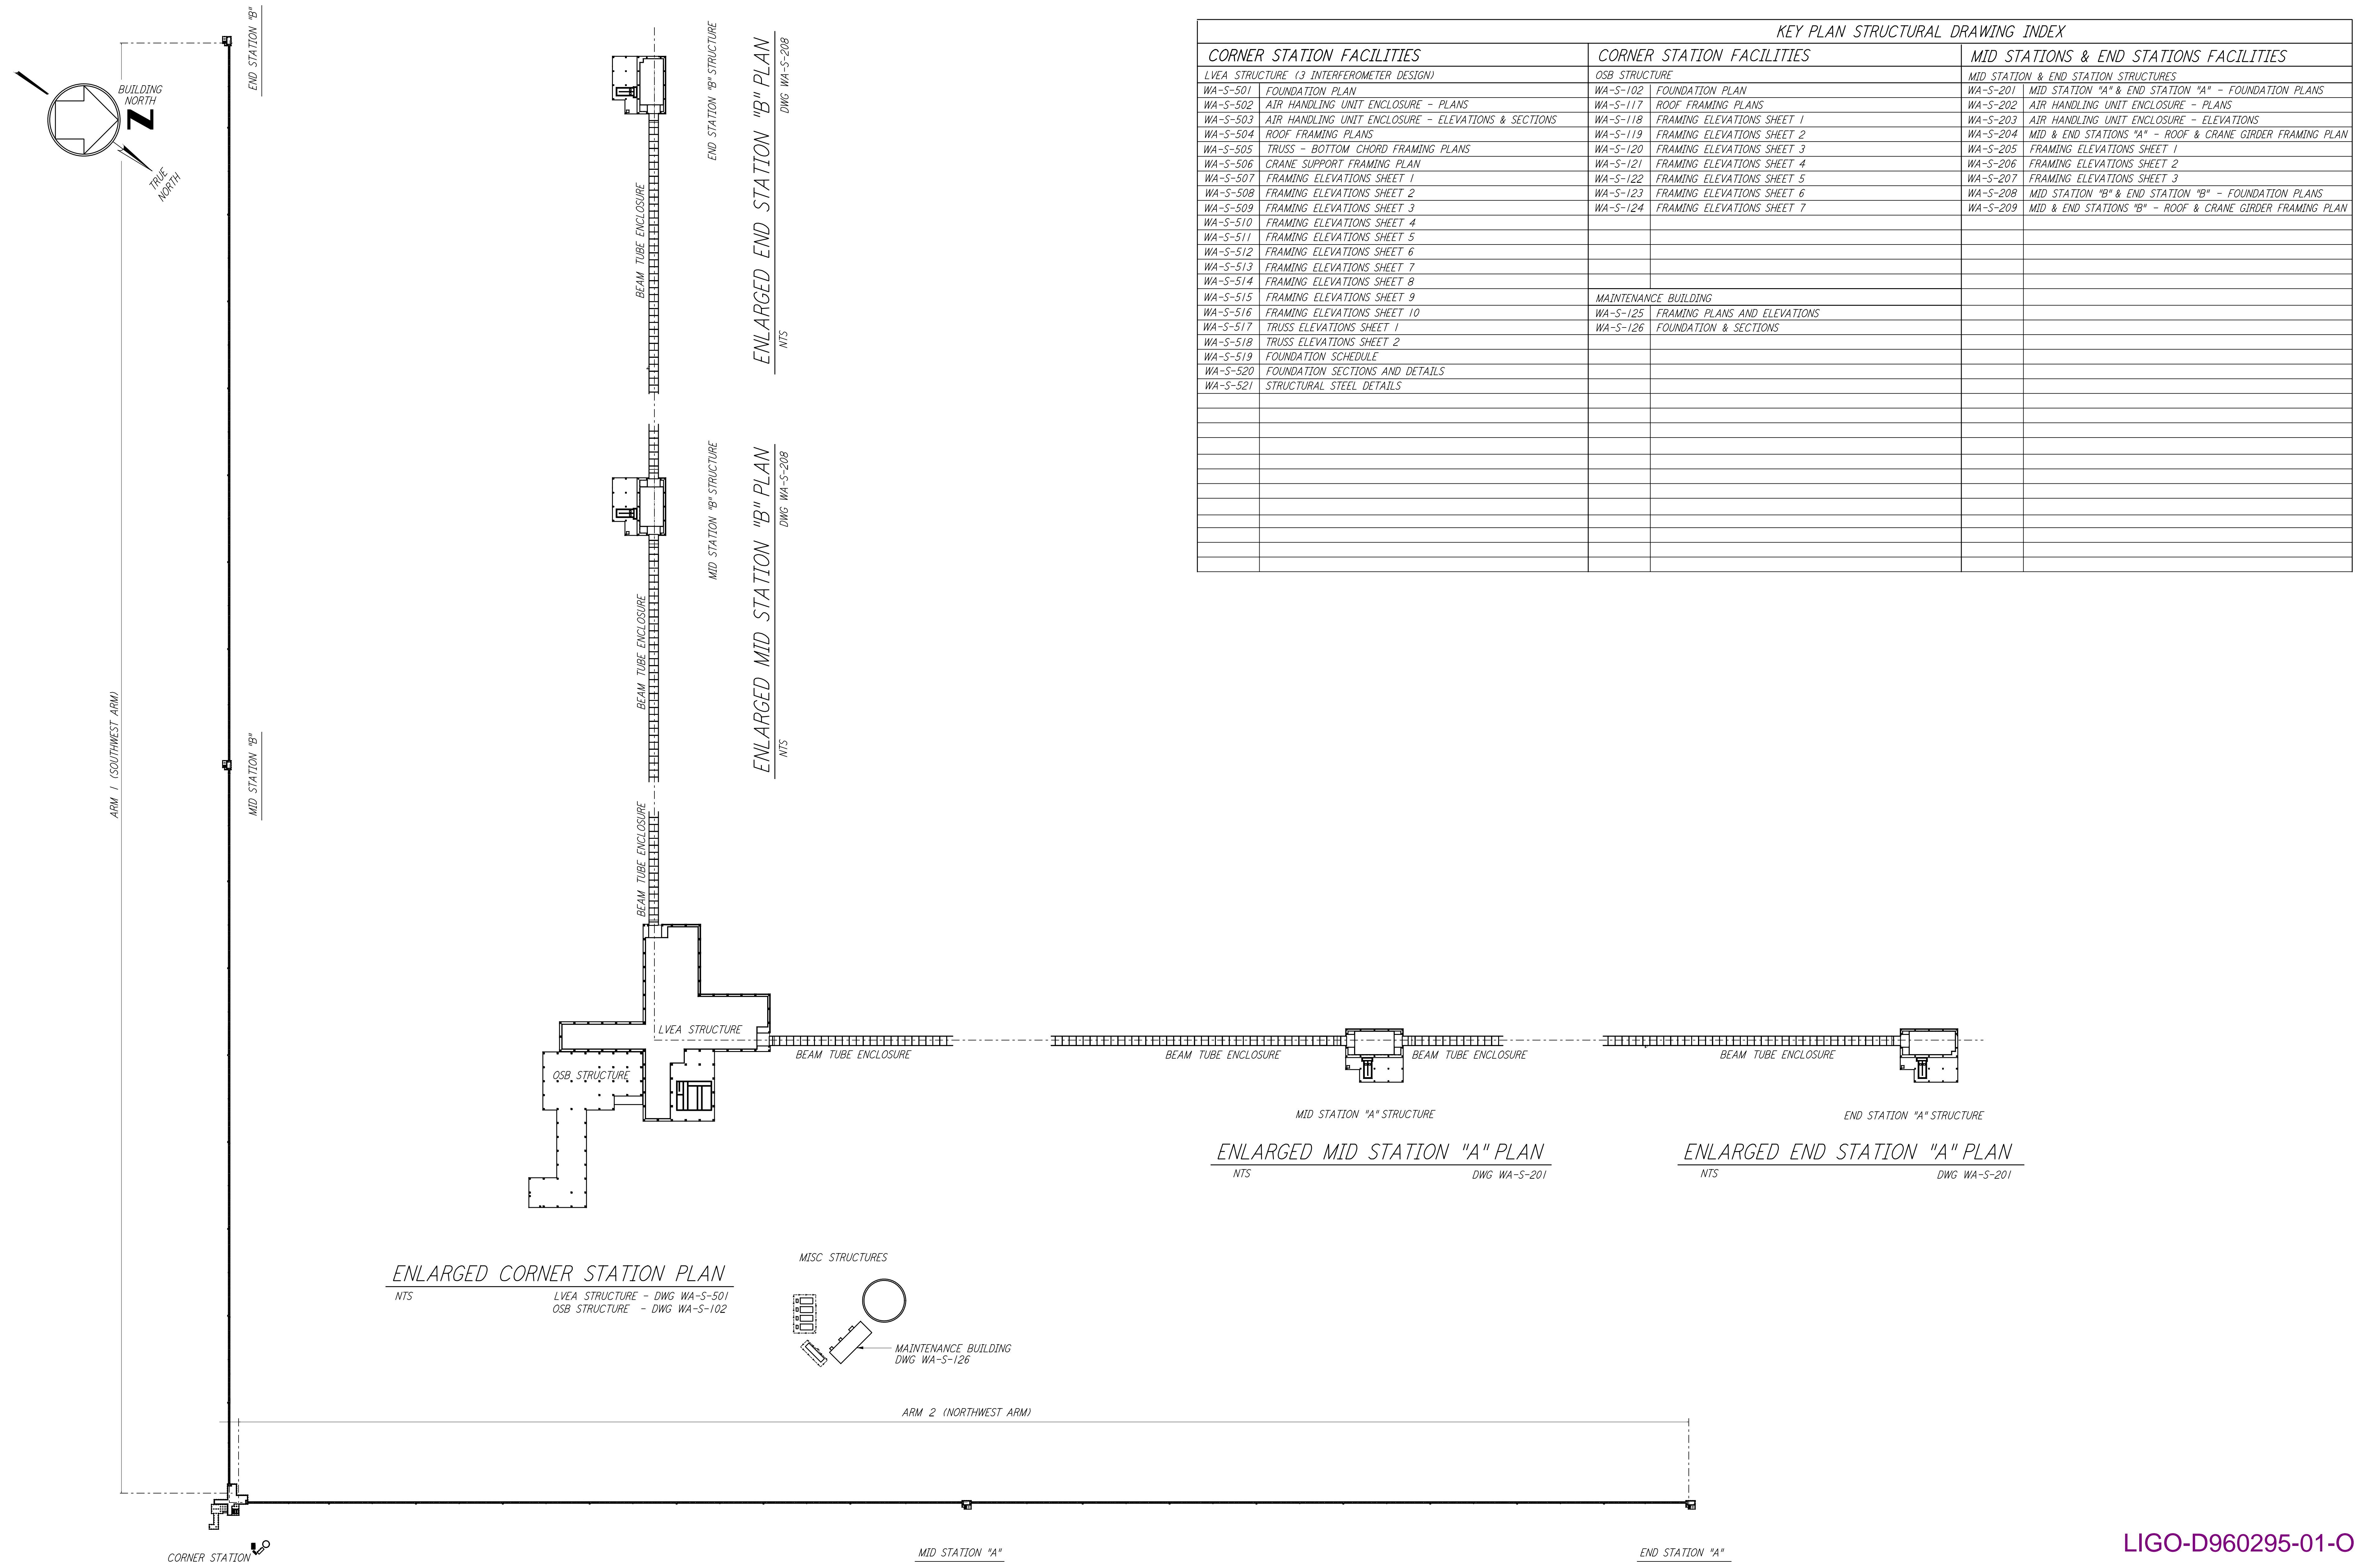 KEY PLAN STRUCTURAL DRAWING INDEX
CORNER STATION FACILITIES
LVEA STRUCTURE (3 INTERFEROMETER DESIGN)
WA-S-501 FOUNDATION PLAN
WA-S-502 AIR HANDLING UNIT ENCLOSURE - PLANS
WA-S-503 AIR HANDLING UNIT ENCLOSURE - ELEVATIONS & SECTIONS
WA-S-504 ROOF FRAMING PLANS
WA-S-505 TRUSS - BOTTOM CHORD FRAMING PLANS
WA-S-506 CRANE SUPPORT FRAMING PLAN
WA-S-507 FRAMING ELEVATIONS SHEET 1
WA-S-508 FRAMING ELEVATIONS SHEET 2
WA-S-509 FRAMING ELEVATIONS SHEET 3
WA-S-510 FRAMING ELEVATIONS SHEET 4
WA-S-511 FRAMING ELEVATIONS SHEET 5
WA-S-512 FRAMING ELEVATIONS SHEET 6
WA-S-513 FRAMING ELEVATIONS SHEET 7
WA-S-514 FRAMING ELEVATIONS SHEET 8
WA-S-515 FRAMING ELEVATIONS SHEET 9
WA-S-516 FRAMING ELEVATIONS SHEET 10
WA-S-517 TRUSS ELEVATIONS SHEET 1
WA-S-518 TRUSS ELEVATIONS SHEET 2
WA-S-519 FOUNDATION SCHEDULE
WA-S-520 FOUNDATION SECTIONS AND DETAILS
WA-S-521 STRUCTURAL STEEL DETAILS
CORNER STATION FACILITIES
OSB STRUCTURE
WA-S-102 FOUNDATION PLAN
WA-S-117 ROOF FRAMING PLANS
WA-S-118 FRAMING ELEVATIONS SHEET 1
WA-S-119 FRAMING ELEVATIONS SHEET 2
WA-S-120 FRAMING ELEVATIONS SHEET 3
WA-S-121 FRAMING ELEVATIONS SHEET 4
WA-S-122 FRAMING ELEVATIONS SHEET 5
WA-S-123 FRAMING ELEVATIONS SHEET 6
WA-S-124 FRAMING ELEVATIONS SHEET 7
MAINTENANCE BUILDING
WA-S-125 FRAMING PLANS AND ELEVATIONS
WA-S-126 FOUNDATION & SECTIONS
MID STATIONS & END STATIONS FACILITIES
MID STATION & END STATION STRUCTURES
WA-S-201 MID STATION "A" & END STATION "A" - FOUNDATION PLANS
WA-S-202 AIR HANDLING UNIT ENCLOSURE - PLANS
WA-S-203 AIR HANDLING UNIT ENCLOSURE - ELEVATIONS
WA-S-204 MID & END STATIONS "A" - ROOF & CRANE GIRDER FRAMING PLAN
WA-S-205 FRAMING ELEVATIONS SHEET 1
WA-S-206 FRAMING ELEVATIONS SHEET 2
WA-S-207 FRAMING ELEVATIONS SHEET 3
WA-S-208 MID STATION "B" & END STATION "B" - FOUNDATION PLANS
WA-S-209 MID & END STATIONS "B" - ROOF & CRANE GIRDER FRAMING PLAN
BUILDING
NORTH
Z
TRUE
NORTH
END STATION "B"
ARM 1 (SOUTHWEST ARM)
MID STATION "B"
BEAM TUBE ENCLOSURE
END STATION "B" STRUCTURE
ENLARGED END STATION "B" PLAN
NTS
DWG WA-S-208
BEAM TUBE ENCLOSURE
MID STATION "B" STRUCTURE
ENLARGED MID STATION "B" PLAN
NTS
DWG WA-S-208
BEAM TUBE ENCLOSURE
LVEA STRUCTURE
OSB STRUCTURE
BEAM TUBE ENCLOSURE
BEAM TUBE ENCLOSURE
BEAM TUBE ENCLOSURE
BEAM TUBE ENCLOSURE
MID STATION "A" STRUCTURE
ENLARGED MID STATION "A" PLAN
NTS
DWG WA-S-201
END STATION "A" STRUCTURE
ENLARGED END STATION "A" PLAN
NTS
DWG WA-S-201
ENLARGED CORNER STATION PLAN
NTS
LVEA STRUCTURE - DWG WA-S-501
OSB STRUCTURE - DWG WA-S-102
MISC STRUCTURES
MAINTENANCE BUILDING
DWG WA-S-126
ARM 2 (NORTHWEST ARM)
CORNER STATION
MID STATION "A"
END STATION "A"
LIGO-D960295-01-O